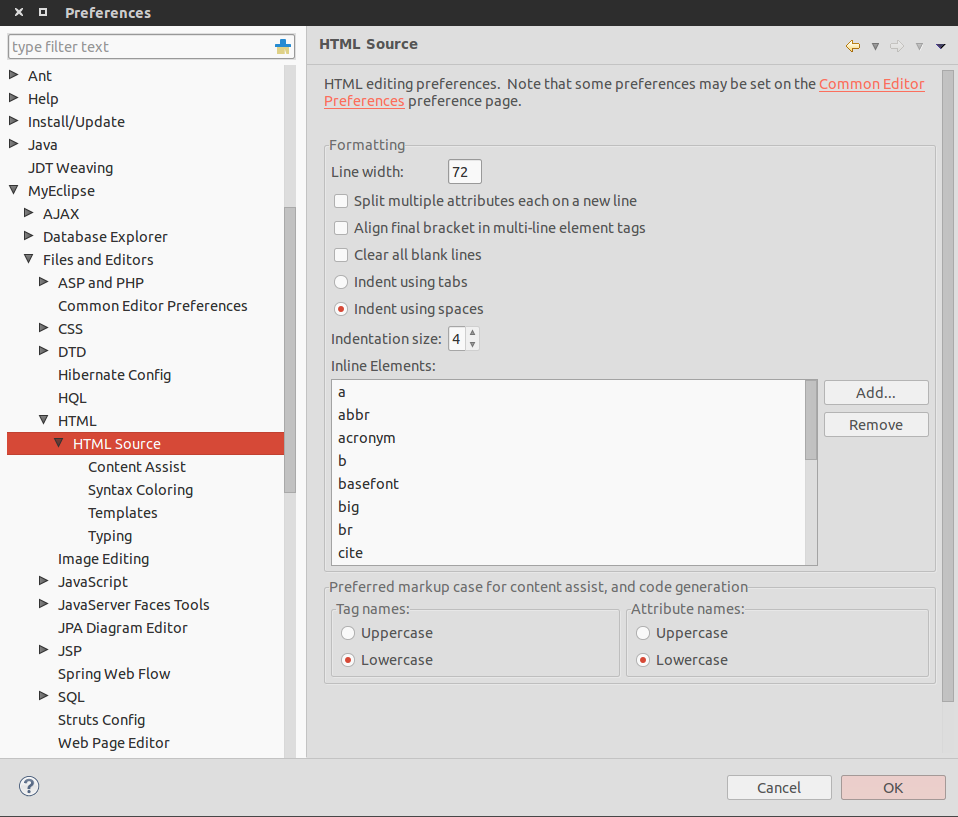 Preferences
type filter text
Ant
Help
Install/Update
Java
JDT Weaving
MyEclipse
AJAX
Database Explorer
Files and Editors
ASP and PHP
Common Editor Preferences
CSS
DTD
Hibernate Config
HQL
HTML
HTML Source
Content Assist
Syntax Coloring
Templates
Typing
Image Editing
JavaScript
JavaServer Faces Tools
JPA Diagram Editor
JSP
Spring Web Flow
SQL
Struts Config
Web Page Editor
HTML Source
HTML editing preferences.  Note that some preferences may be set on the Common Editor
Preferences preference page.
Formatting
Line width: 72
Split multiple attributes each on a new line
Align final bracket in multi-line element tags
Clear all blank lines
Indent using tabs
Indent using spaces
Indentation size: 4
Inline Elements:
a
abbr
acronym
b
basefont
big
br
cite
Add...
Remove
Preferred markup case for content assist, and code generation
Tag names:
Uppercase
Lowercase
Attribute names:
Uppercase
Lowercase
?
Cancel
OK